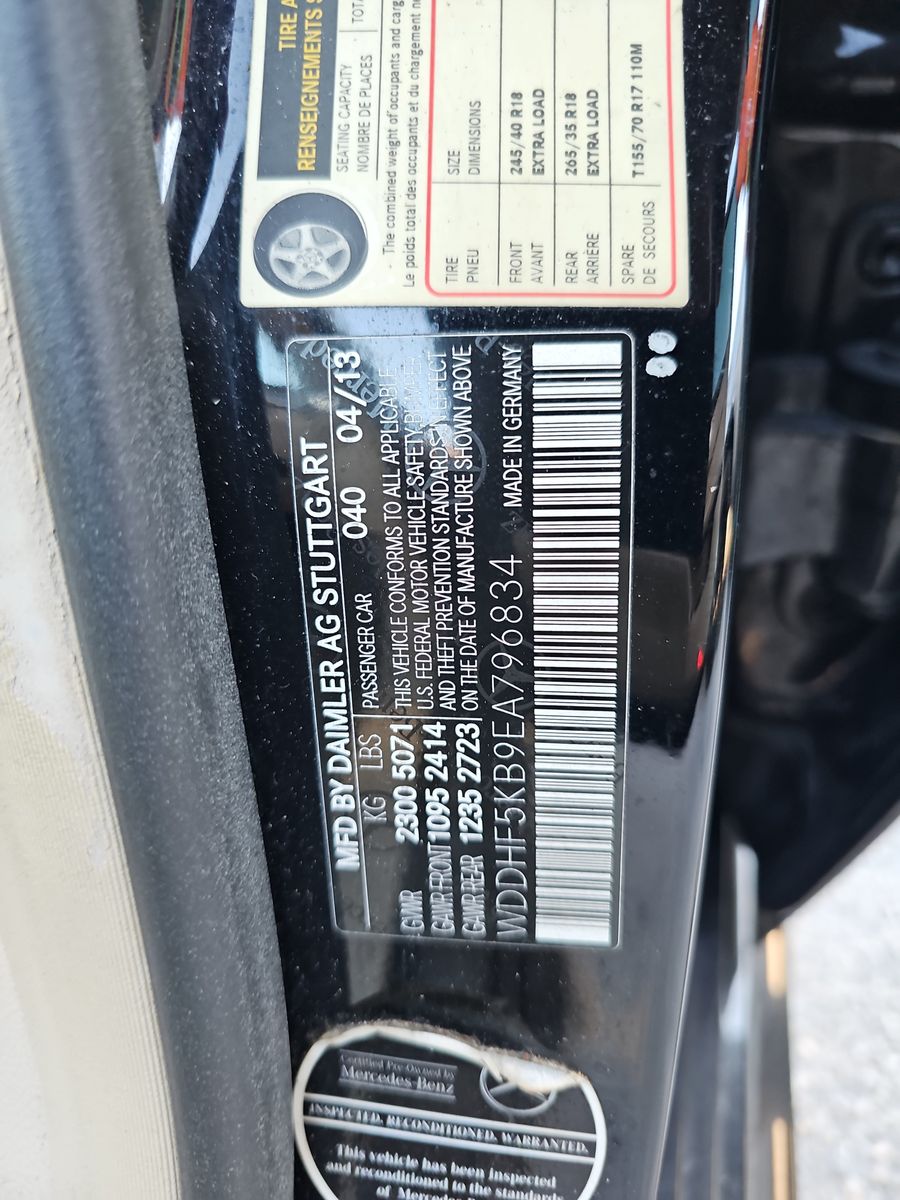 TIRE A
RENSEIGNEMENTS S
SEATING CAPACITY
NOMBRE DE PLACES
TOTA
The combined weight of occupants and carg
Le poids total des occupants et du chargement ne
TIRE SIZE
PNEU DIMENSIONS
FRONT 245/40 R18
AVANT EXTRA LOAD
REAR 265/35 R18
ARRIÈRE EXTRA LOAD
SPARE T155/70 R17 110M
DE SECOURS
MFD BY DAIMLER AG STUTTGART
KG LBS PASSENGER CAR 040 04/13
GVWR 2300 5071 THIS VEHICLE CONFORMS TO ALL APPLICABLE
GAWR FRONT 1095 2414 U.S. FEDERAL MOTOR VEHICLE SAFETY, BUMPER,
GAWR REAR 1235 2723 AND THEFT PREVENTION STANDARDS IN EFFECT
ON THE DATE OF MANUFACTURE SHOWN ABOVE
WDDHF5KB9EA796834 MADE IN GERMANY
Certified Pre-Owned by
Mercedes-Benz
INSPECTED. RECONDITIONED. WARRANTED.
This vehicle has been inspected
and reconditioned to the standards
of Mercedes-B